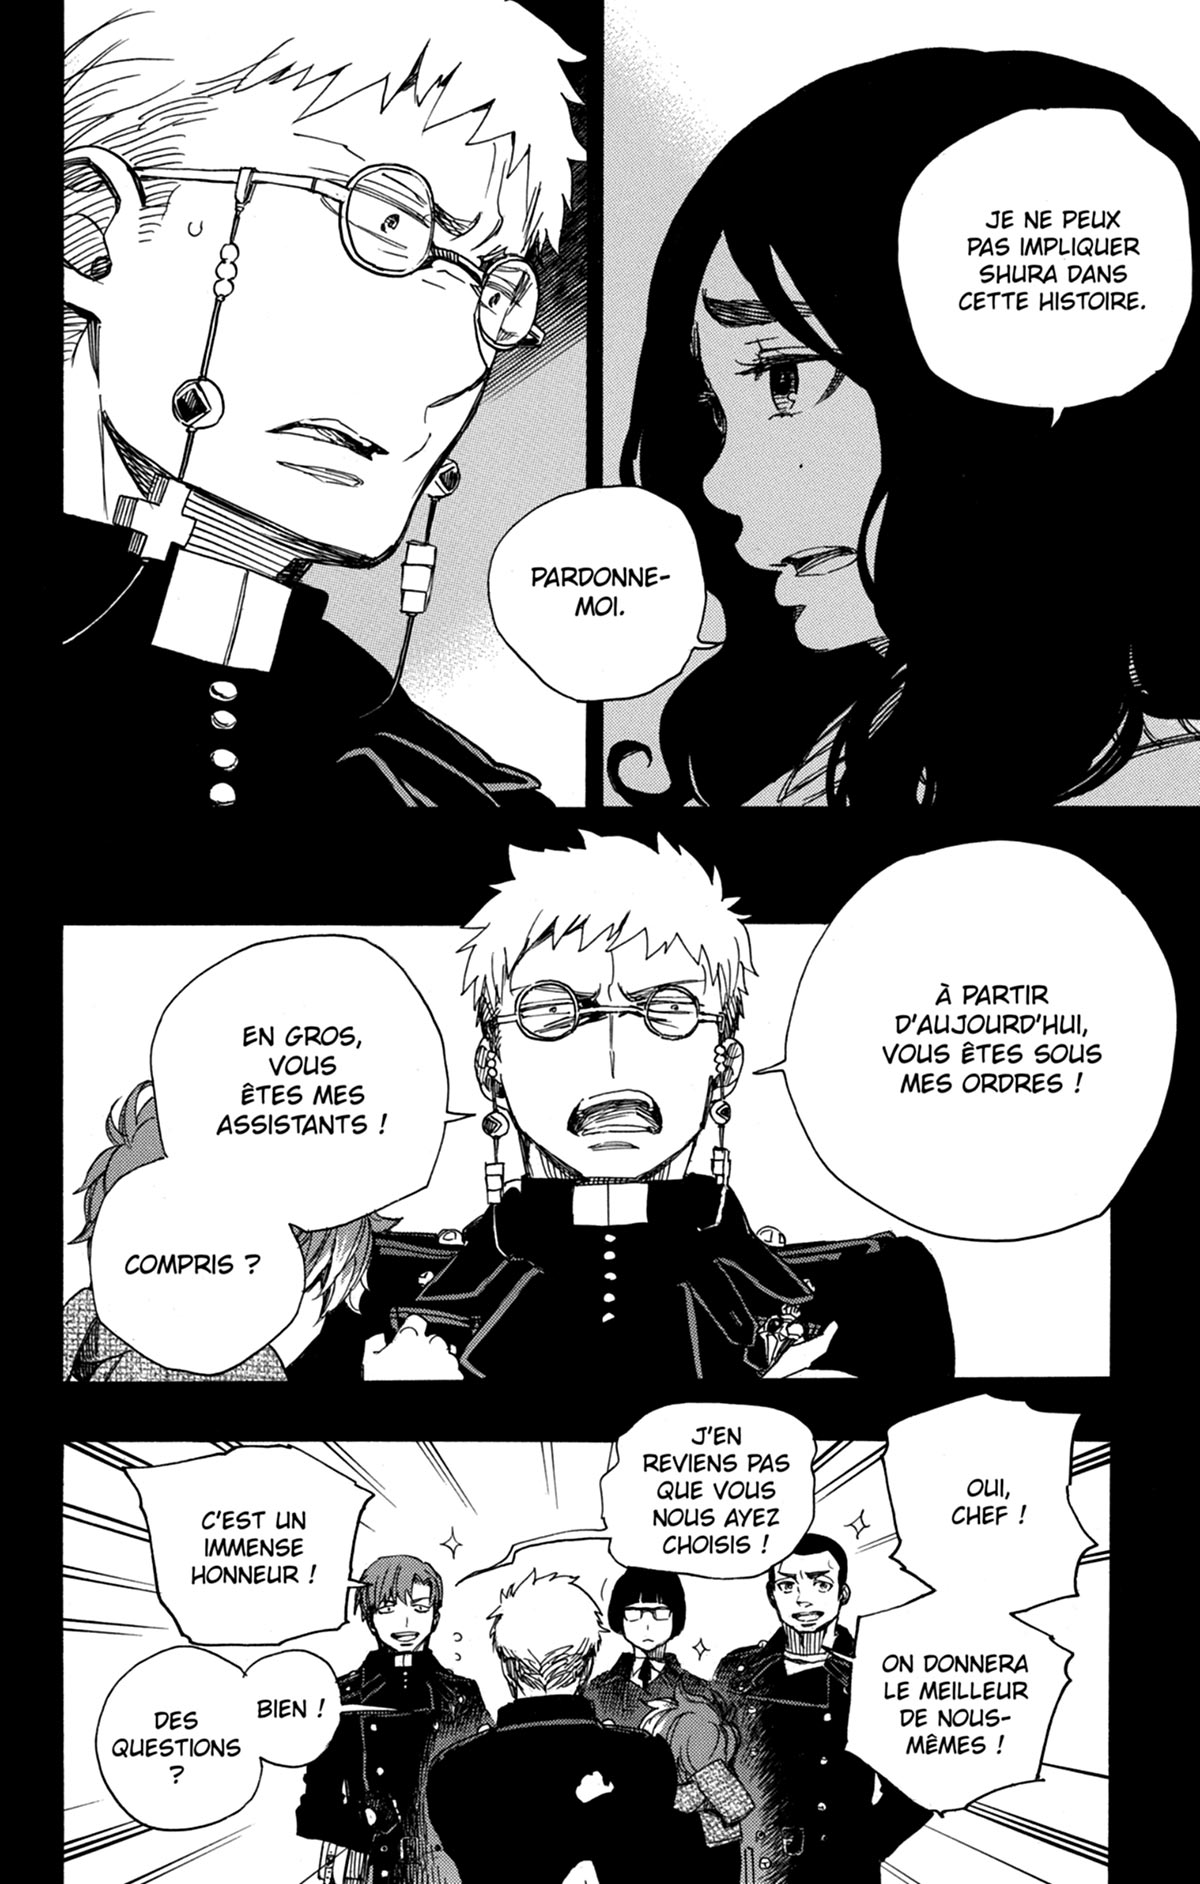 JE NE PEUX
PAS IMPLIQUER
SHURA DANS
CETTE HISTOIRE.
PARDONNE-
MOI.
À PARTIR
D'AUJOURD'HUI,
VOUS ÊTES SOUS
MES ORDRES !
EN GROS,
VOUS
ÊTES MES
ASSISTANTS !
COMPRIS ?
OUI,
CHEF !
ON DONNERA
LE MEILLEUR
DE NOUS-
MÊMES !
J'EN
REVIENS PAS
QUE VOUS
NOUS AYEZ
CHOISIS !
C'EST UN
IMMENSE
HONNEUR !
BIEN !
DES
QUESTIONS
?